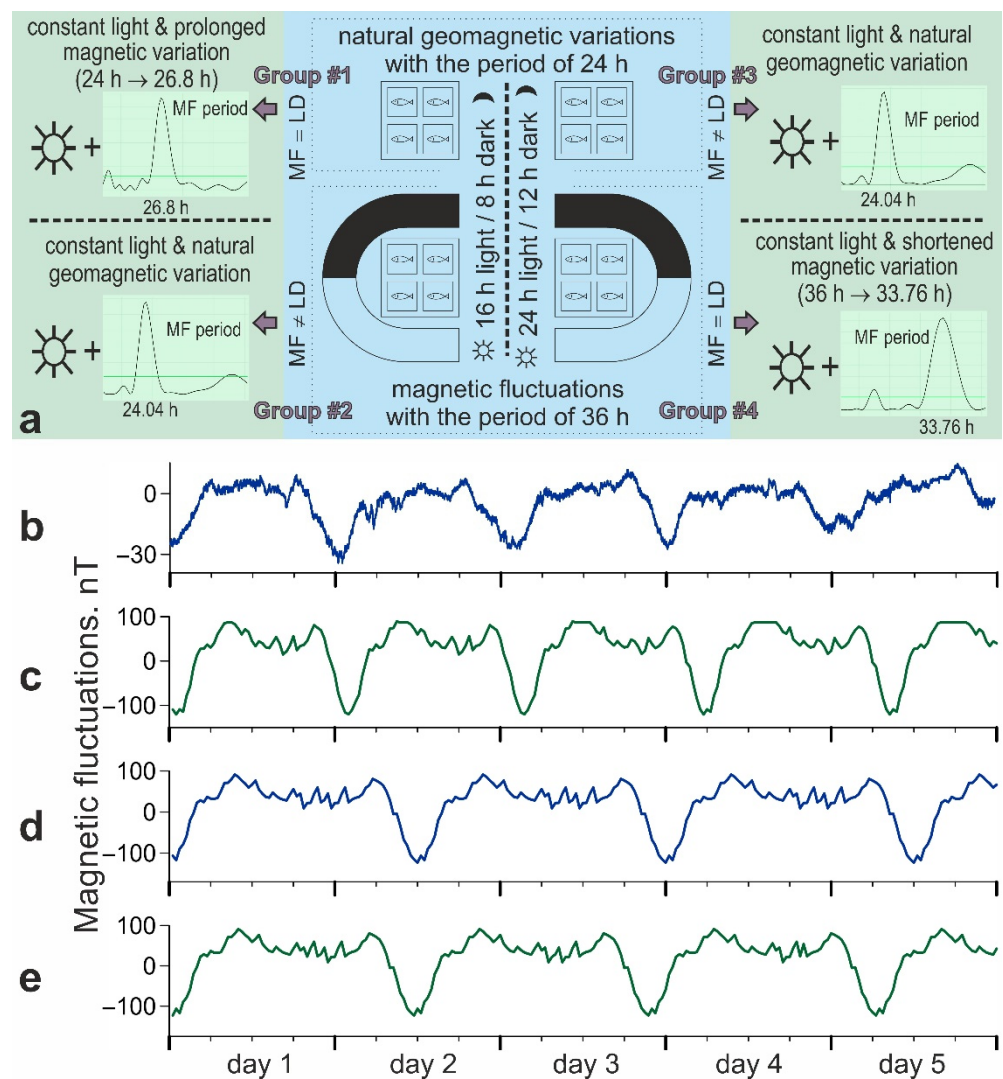 constant light & prolonged
magnetic variation
(24 h → 26.8 h)
Group #1
MF period
26.8 h
MF = LD
natural geomagnetic variations
with the period of 24 h
16 h light / 8 h dark
24 h light / 12 h dark
constant light & natural
geomagnetic variation
Group #3
MF period
24.04 h
MF ≠ LD
constant light & natural
geomagnetic variation
MF period
24.04 h
MF ≠ LD
Group #2
magnetic fluctuations
with the period of 36 h
constant light & shortened
magnetic variation
(36 h → 33.76 h)
MF period
33.76 h
MF = LD
Group #4
a
b
0
−30
c
100
0
−100
d
100
0
−100
e
100
0
−100
Magnetic fluctuations. nT
day 1 day 2 day 3 day 4 day 5